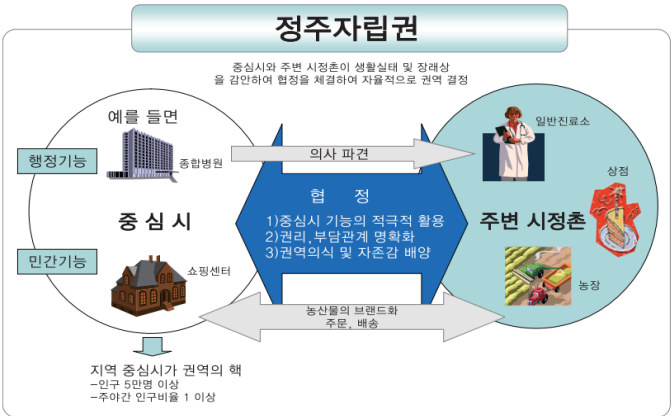 정주자립권
중심시와 주변 시정촌이 생활실태 및 장래상
을 감안하여 협정을 체결하여 자율적으로 권역 결정
예를 들면
종합병원
행정기능
중 심 시
민간기능
쇼핑센터
의사 파견
협 정
1)중심시 기능의 적극적 활용
2)권리,부담관계 명확화
3)권역의식 및 자존감 배양
일반진료소
상점
주변 시정촌
농장
농산물의 브랜드화
주문, 배송
지역 중심시가 권역의 핵
-인구 5만명 이상
-주야간 인구비율 1 이상